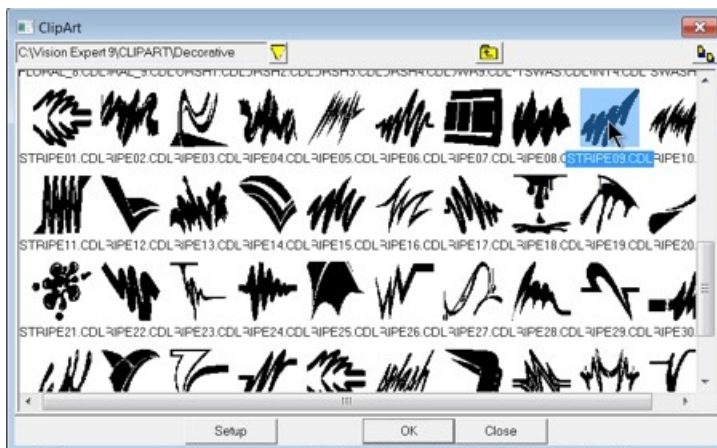 ClipArt
C:\Vision Expert 9\CLIPART\Decorative
STRIPE01.CDL RIPE02.CDL RIPE03.CDL RIPE04.CDL RIPE05.CDL RIPE06.CDL RIPE07.CDL RIPE08.C STRIPE09.CDL RIPE10.
STRIPE11.CDL RIPE12.CDL RIPE13.CDL RIPE14.CDL RIPE15.CDL RIPE16.CDL RIPE17.CDL RIPE18.CDL RIPE19.CDL RIPE20.
STRIPE21.CDL RIPE22.CDL RIPE23.CDL RIPE24.CDL RIPE25.CDL RIPE26.CDL RIPE27.CDL RIPE28.CDL RIPE29.CDL RIPE30.
splash
Setup OK Close